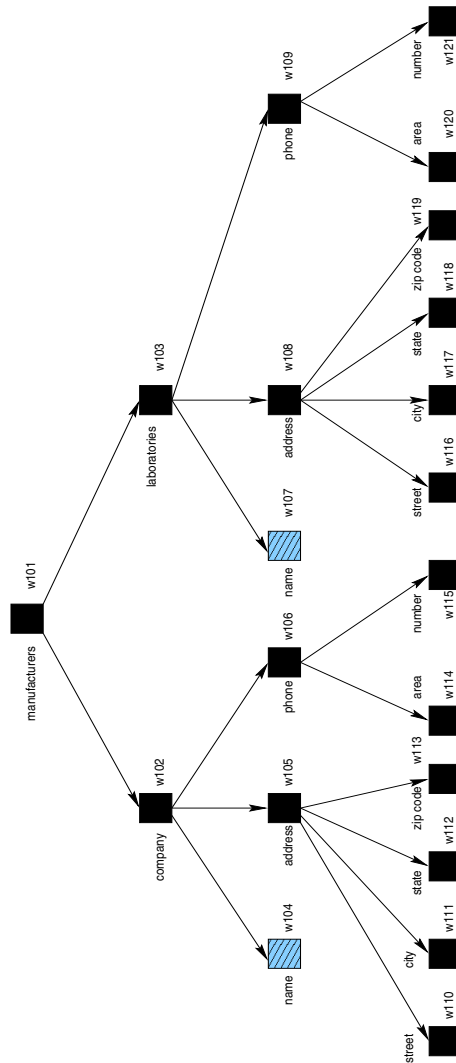 manufacturers
w101
company
w102
laboratories
w103
name
w104
address
w105
phone
w106
name
w107
address
w108
phone
w109
street
w110
city
w111
state
w112
zip code
w113
area
w114
number
w115
street
w116
city
w117
state
w118
zip code
w119
area
w120
number
w121